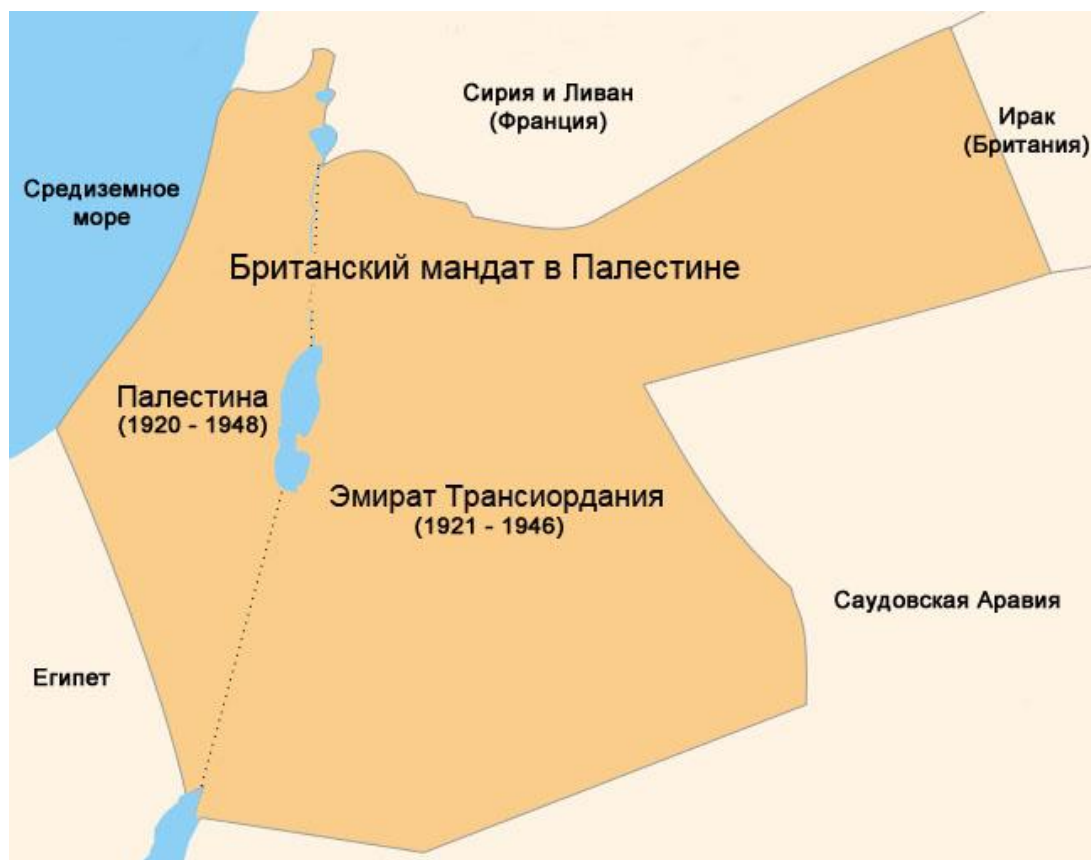 Сирия и Ливан
(Франция)
Ирак
(Британия)
Средиземное
море
Британский мандат в Палестине
Палестина
(1920 - 1948)
Эмират Трансиордания
(1921 - 1946)
Саудовская Аравия
Египет